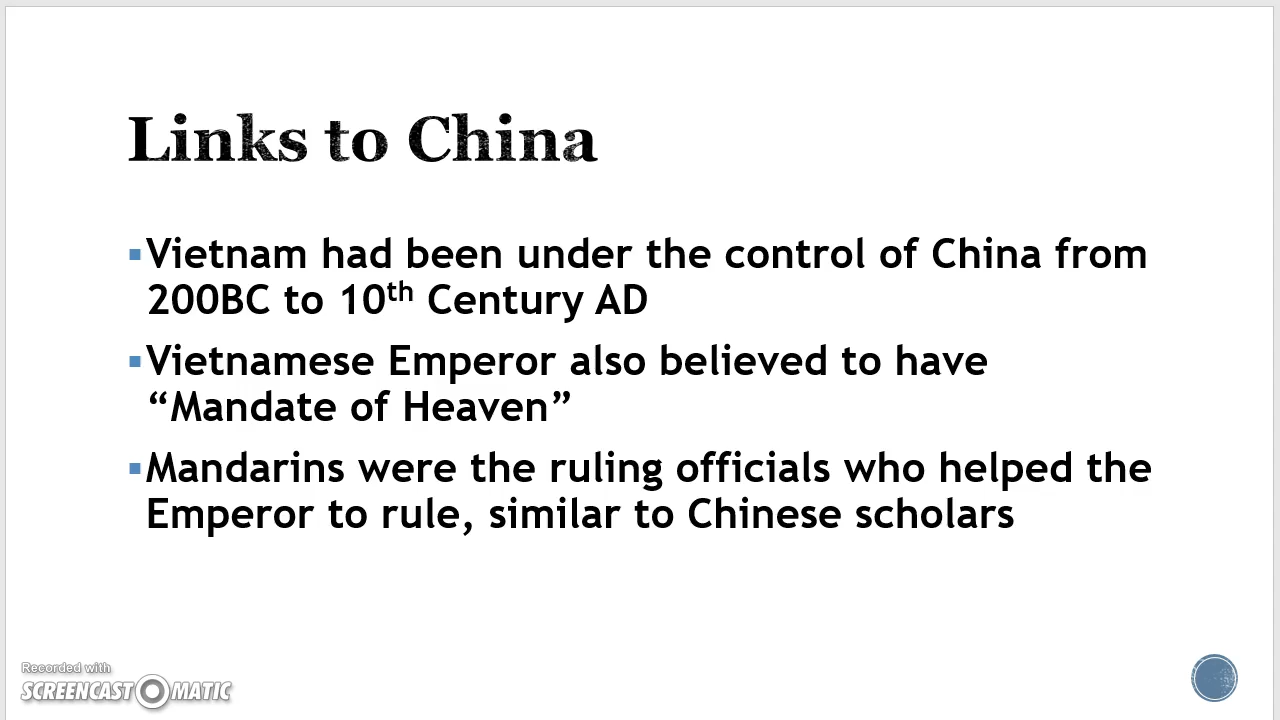 Links to China
▪Vietnam had been under the control of China from
200BC to 10th Century AD
▪Vietnamese Emperor also believed to have
“Mandate of Heaven”
▪Mandarins were the ruling officials who helped the
Emperor to rule, similar to Chinese scholars
Recorded with
SCREENCAST MATIC